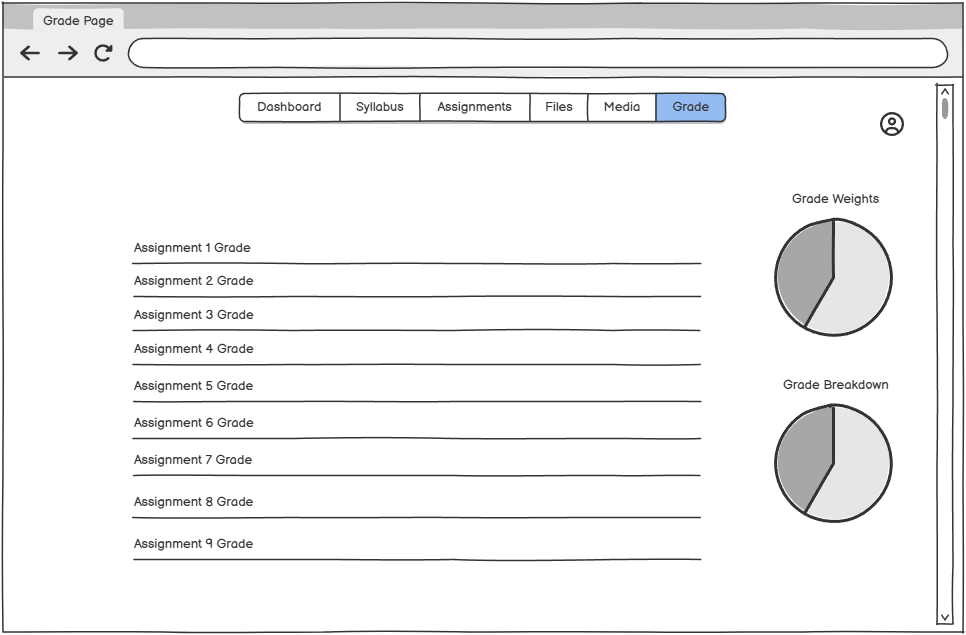 Grade Page
Dashboard Syllabus Assignments Files Media Grade
Grade Weights
Assignment 1 Grade
Assignment 2 Grade
Assignment 3 Grade
Assignment 4 Grade
Assignment 5 Grade
Assignment 6 Grade
Assignment 7 Grade
Assignment 8 Grade
Assignment 9 Grade
Grade Breakdown